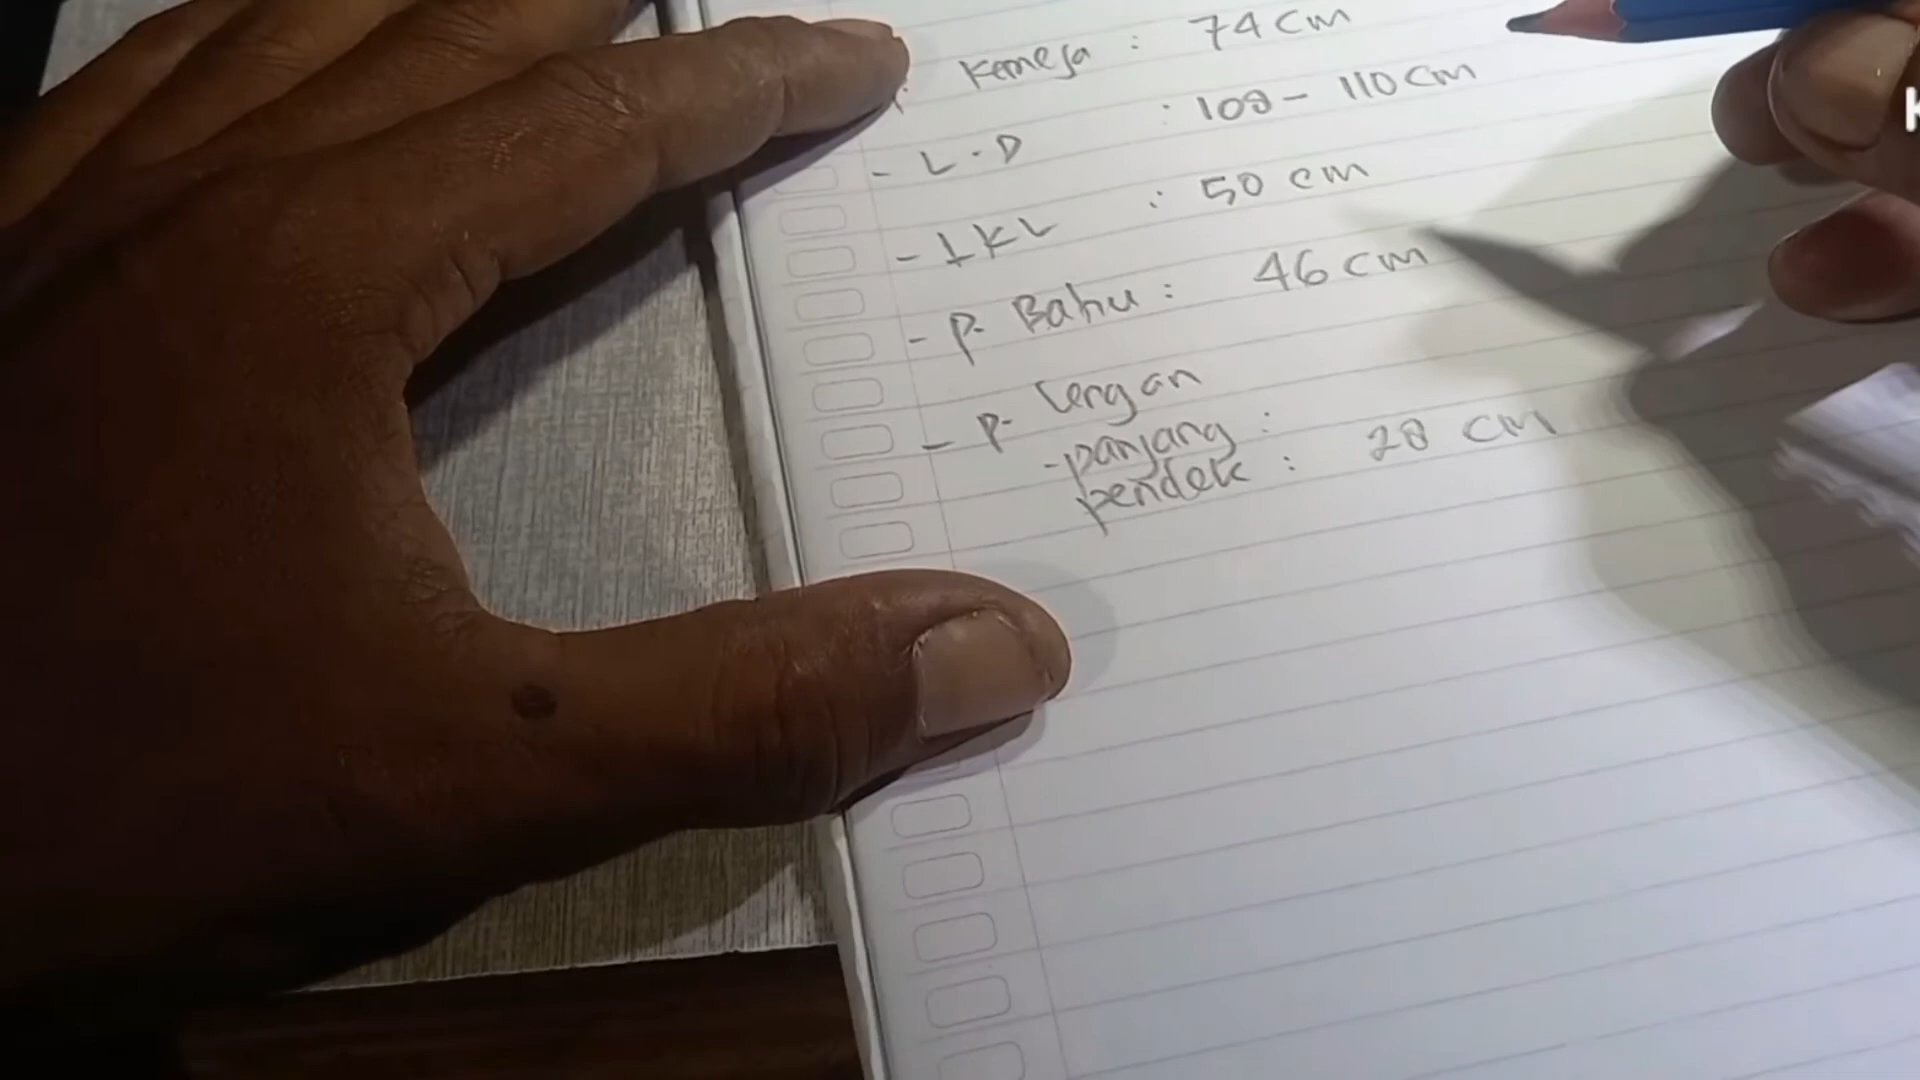 Kemeja : 74 cm
- L.D : 108 - 110 cm
- LKL : 50 cm
- P. Bahu : 46 cm
- P. Lengan
- panjang :
pendek : 28 cm
K